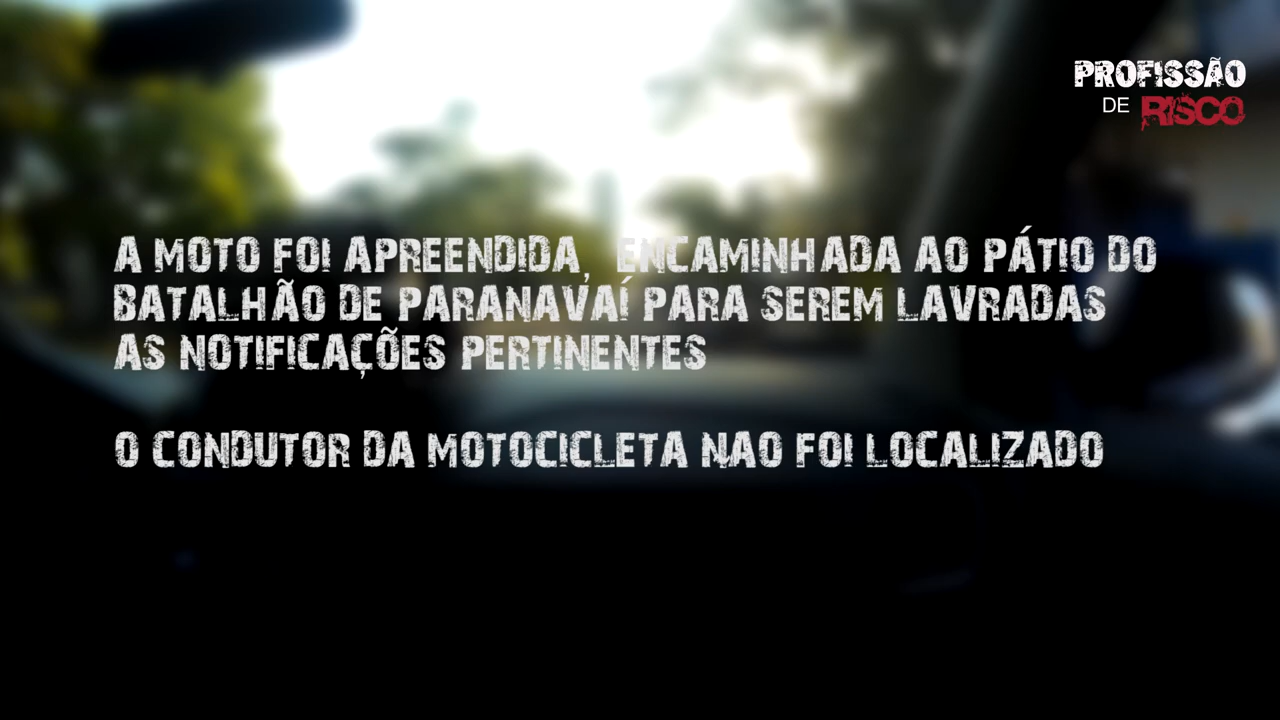 PROFISSÃO
DE RISCO
A MOTO FOI APREENDIDA, ENCAMINHADA AO PÁTIO DO
BATALHÃO DE PARANAVAÍ PARA SEREM LAVRADAS
AS NOTIFICAÇÕES PERTINENTES
O CONDUTOR DA MOTOCICLETA NAO FOI LOCALIZADO